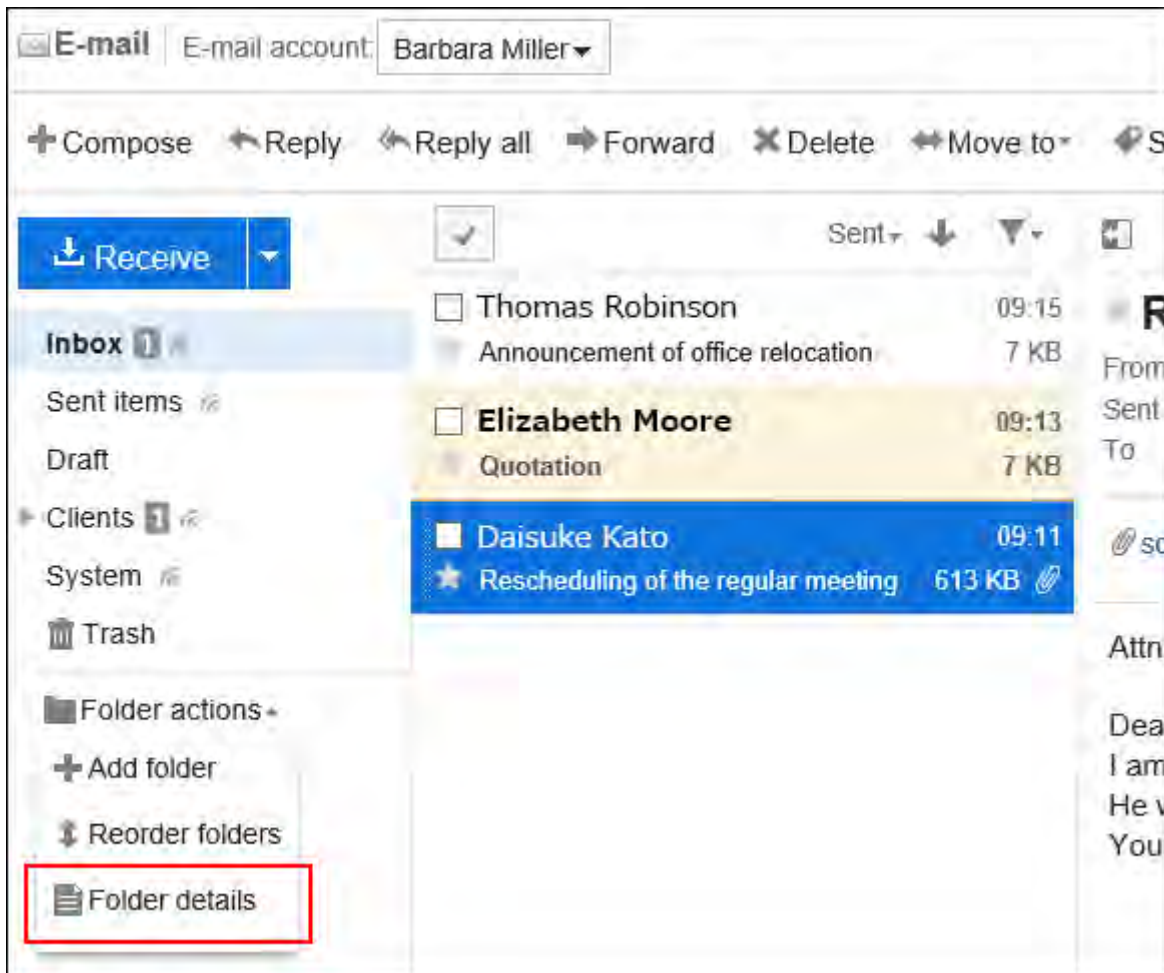 E-mail E-mail account: Barbara Miller
Compose Reply Reply all Forward Delete Move to S
Receive
Inbox 1
Sent items
Draft
Clients 1
System
Trash
Folder actions
Add folder
Reorder folders
Folder details
Sent
Thomas Robinson 09:15
Announcement of office relocation 7 KB
Elizabeth Moore 09:13
Quotation 7 KB
Daisuke Kato 09:11
Rescheduling of the regular meeting 613 KB
R
From
Sent
To
sc
Attn
Dea
I am
He
You